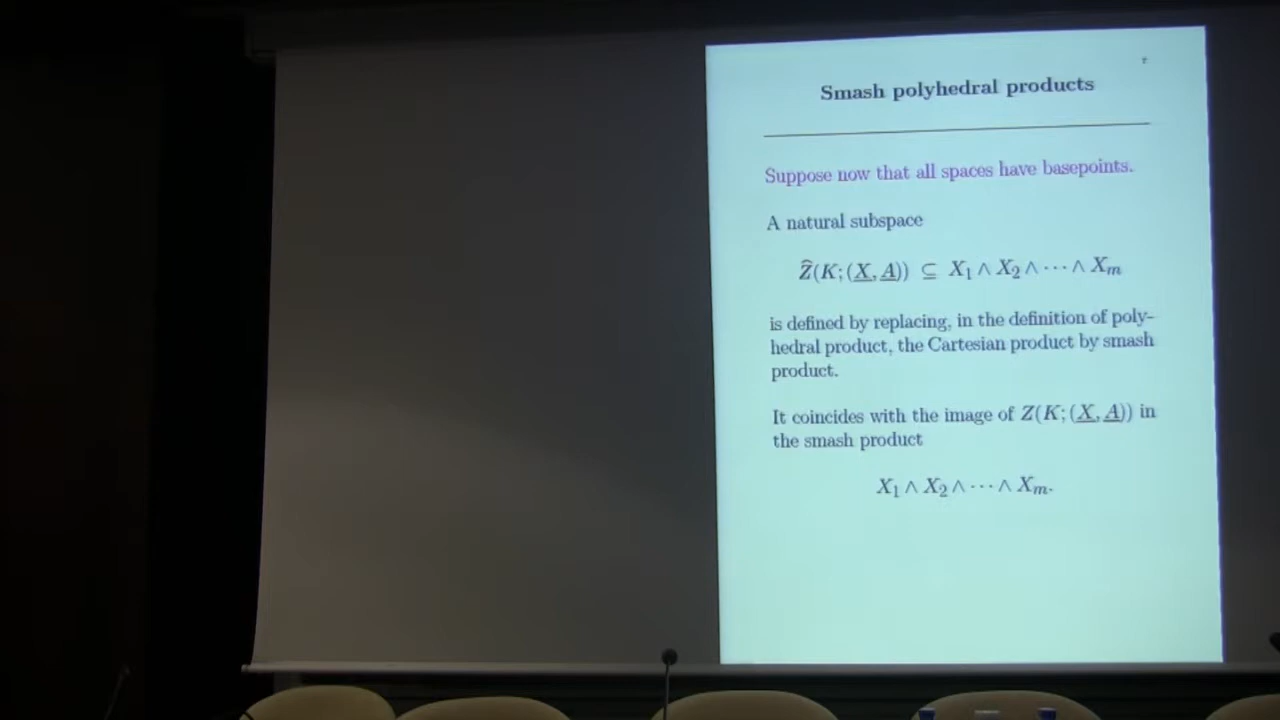 Smash polyhedral products
Suppose now that all spaces have basepoints.
A natural subspace
Ẑ(K; (X̲, A̲)) ⊆ X₁ ∧ X₂ ∧ ⋯ ∧ Xₘ
is defined by replacing, in the definition of poly-
hedral product, the Cartesian product by smash
product.
It coincides with the image of Z(K; (X̲, A̲)) in
the smash product
X₁ ∧ X₂ ∧ ⋯ ∧ Xₘ.